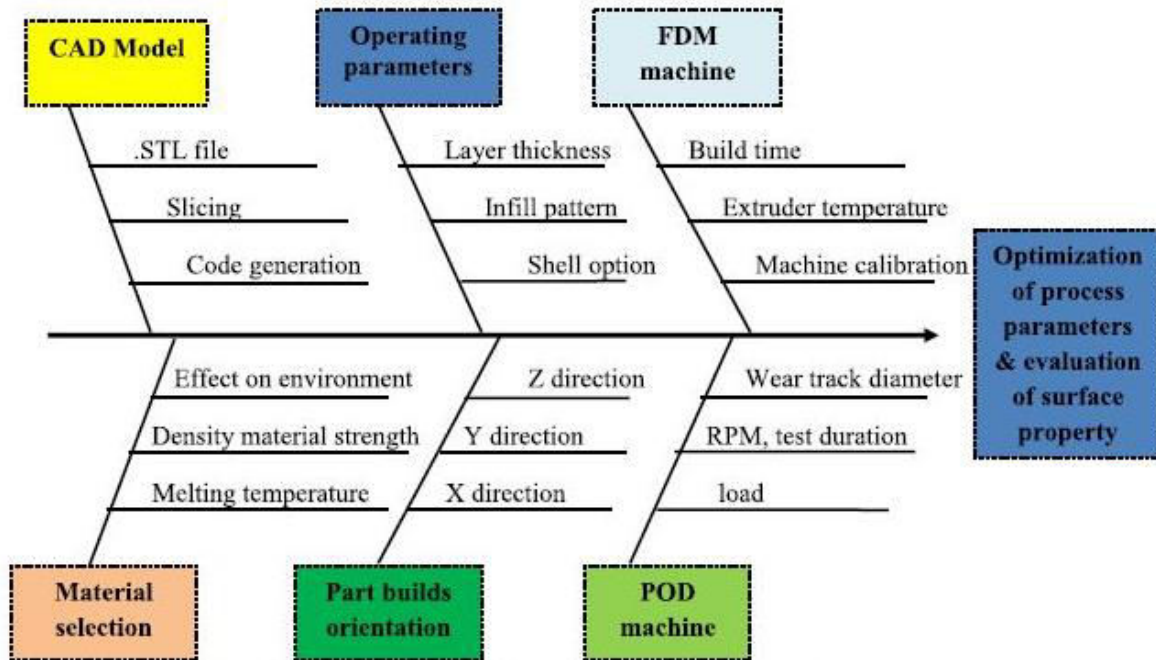 CAD Model
Operating
parameters
FDM
machine
.STL file
Layer thickness
Build time
Slicing
Infill pattern
Extruder temperature
Code generation
Shell option
Machine calibration
Optimization
of process
parameters
& evaluation
of surface
property
Effect on environment
Z direction
Wear track diameter
Density material strength
Y direction
RPM, test duration
Melting temperature
X direction
load
Material
selection
Part builds
orientation
POD
machine